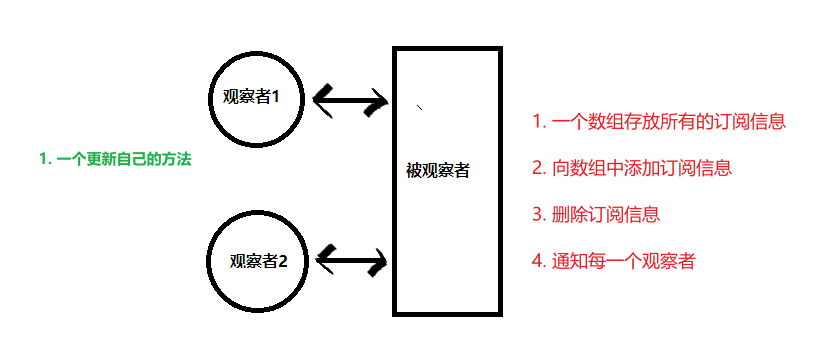 观察者1
1. 一个数组存放所有的订阅信息
1. 一个更新自己的方法
被观察者
2. 向数组中添加订阅信息
3. 删除订阅信息
观察者2
4. 通知每一个观察者